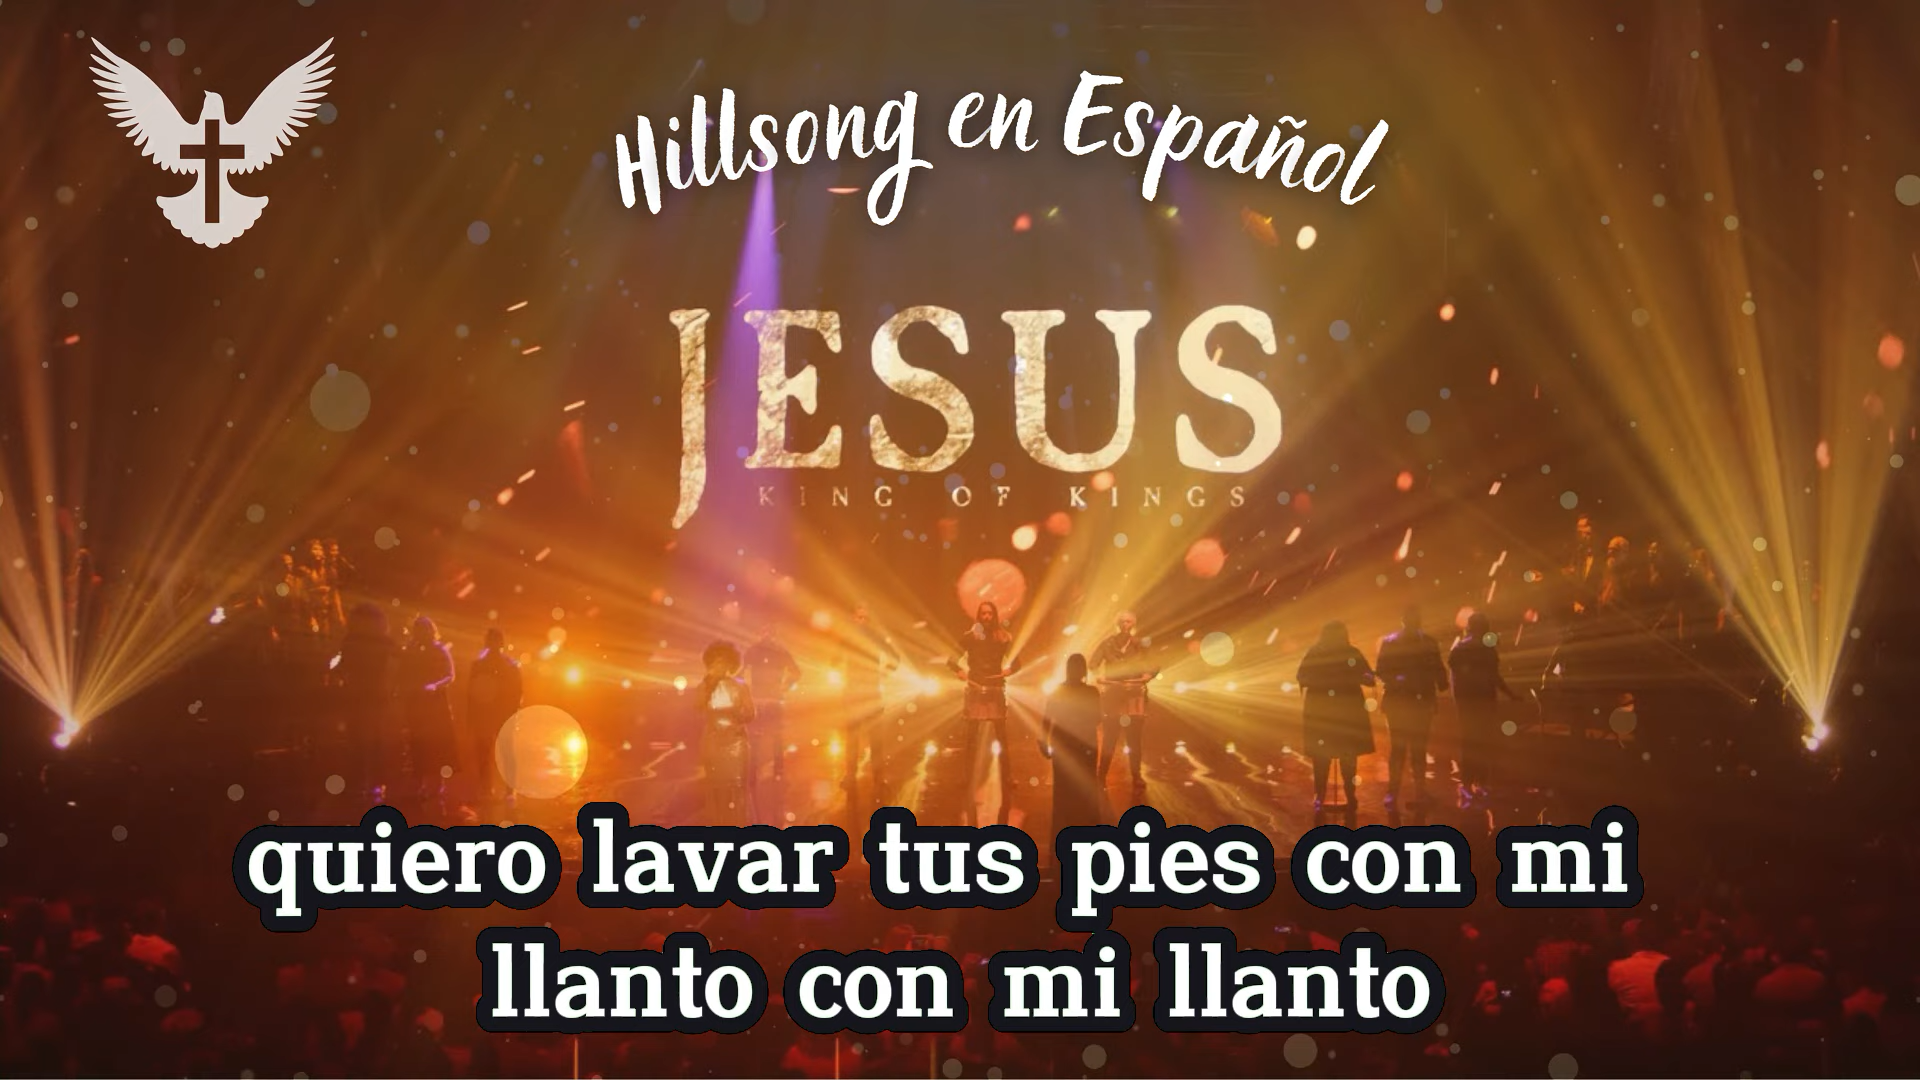 Hillsong en Español
JESUS
KING OF KINGS
quiero lavar tus pies con mi
llanto con mi llanto